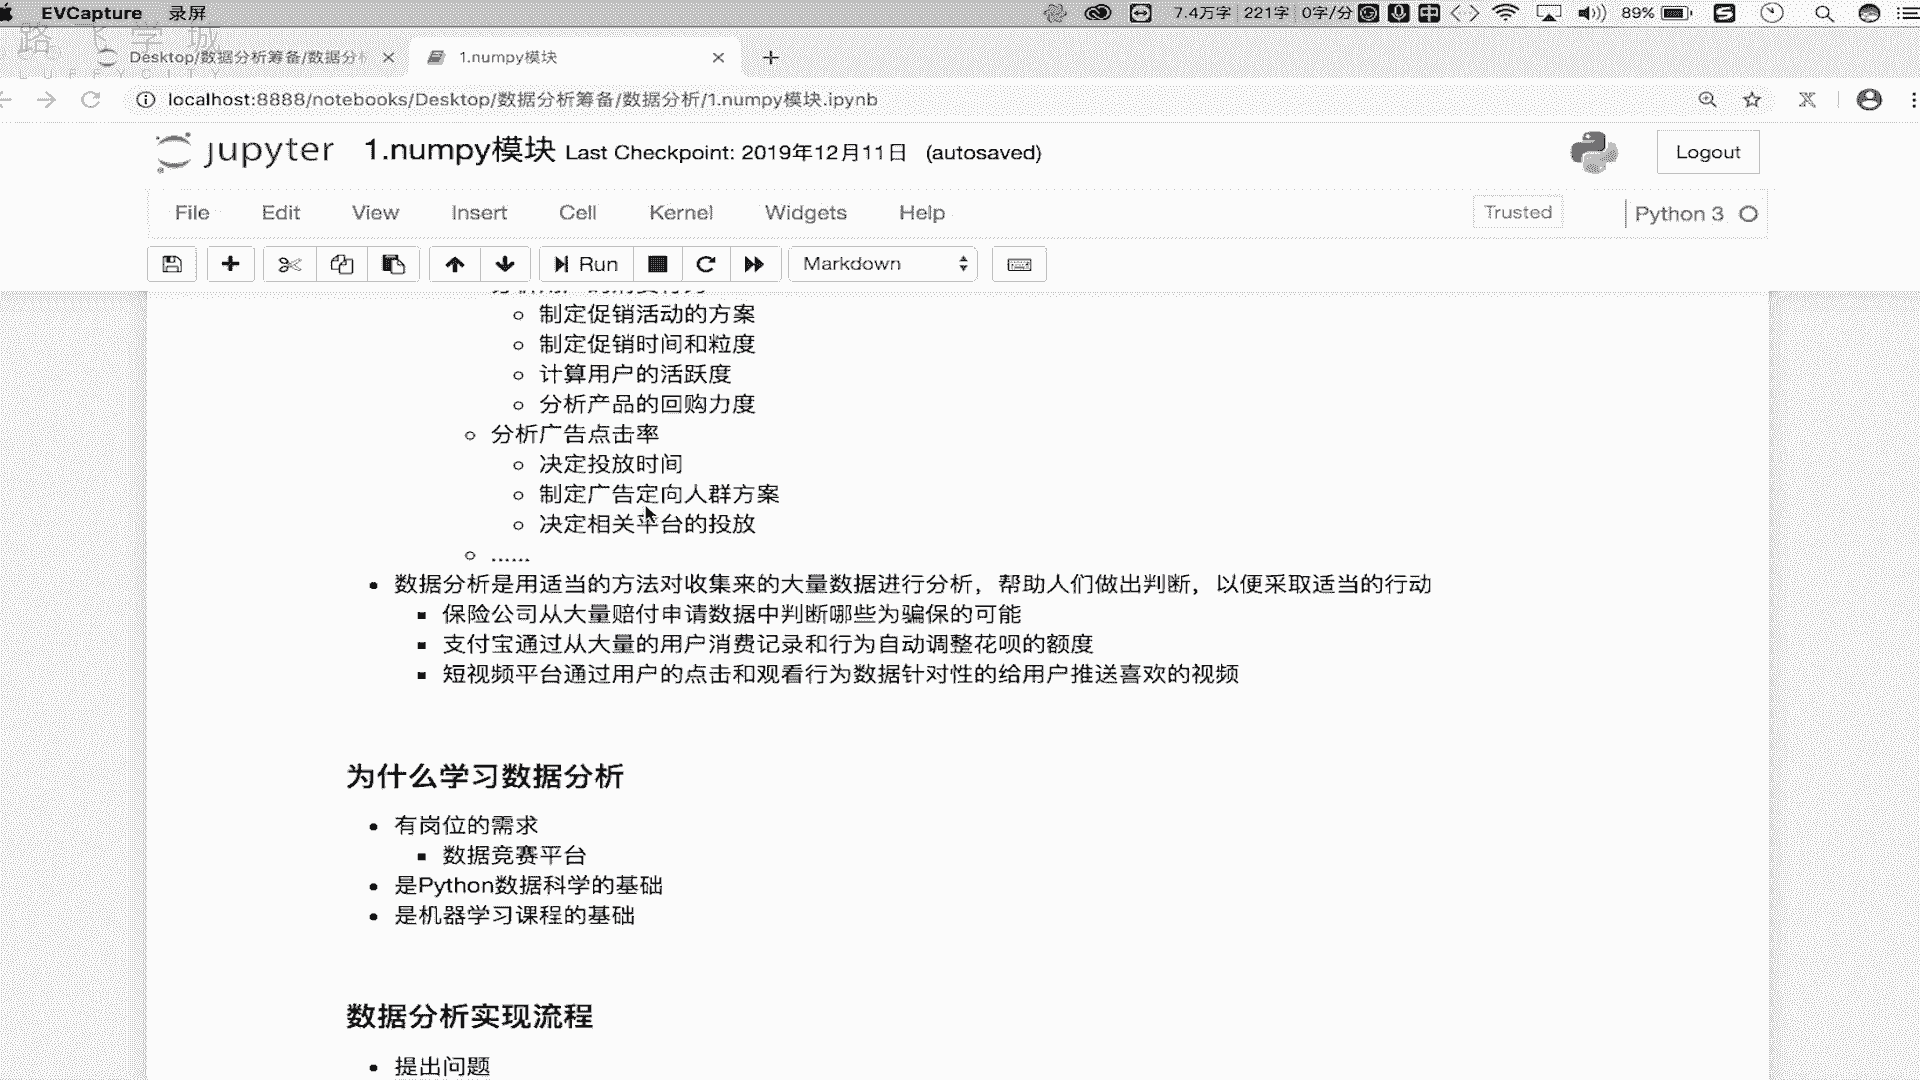 EVCapture 录屏 7.4万字 221字 0字/分 中 89%
Desktop/数据分析筹备/数据分 1.numpy模块
localhost:8888/notebooks/Desktop/数据分析筹备/数据分析/1.numpy模块.ipynb
jupyter 1.numpy模块 Last Checkpoint: 2019年12月11日 (autosaved) Logout
File Edit View Insert Cell Kernel Widgets Help Trusted Python 3
Run Markdown
制定促销活动的方案
制定促销时间和粒度
计算用户的活跃度
分析产品的回购力度
分析广告点击率
决定投放时间
制定广告定向人群方案
决定相关平台的投放
......
数据分析是用适当的方法对收集来的大量数据进行分析，帮助人们做出判断，以便采取适当的行动
保险公司从大量赔付申请数据中判断哪些为骗保的可能
支付宝通过从大量的用户消费记录和行为自动调整花呗的额度
短视频平台通过用户的点击和观看行为数据针对性的给用户推送喜欢的视频
为什么学习数据分析
有岗位的需求
数据竞赛平台
是Python数据科学的基础
是机器学习课程的基础
数据分析实现流程
提出问题